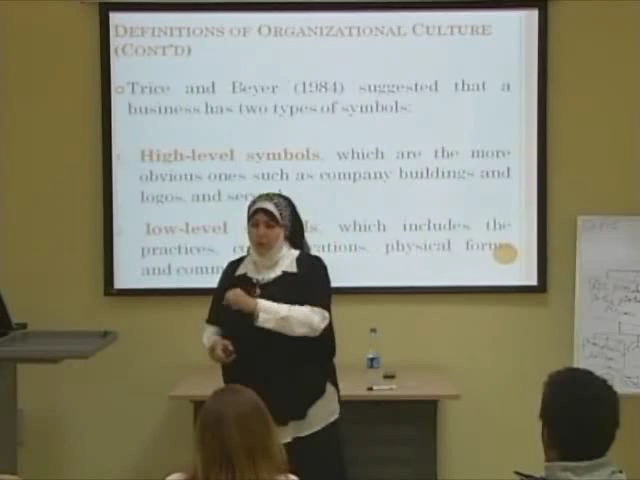 DEFINITIONS OF ORGANIZATIONAL CULTURE
(CONT'D)
Trice and Beyer (1984) suggested that a
business has two types of symbols:
High-level symbols, which are the more
obvious ones such as company buildings and
logos, and
low-level which includes the
practices, physical forms
and